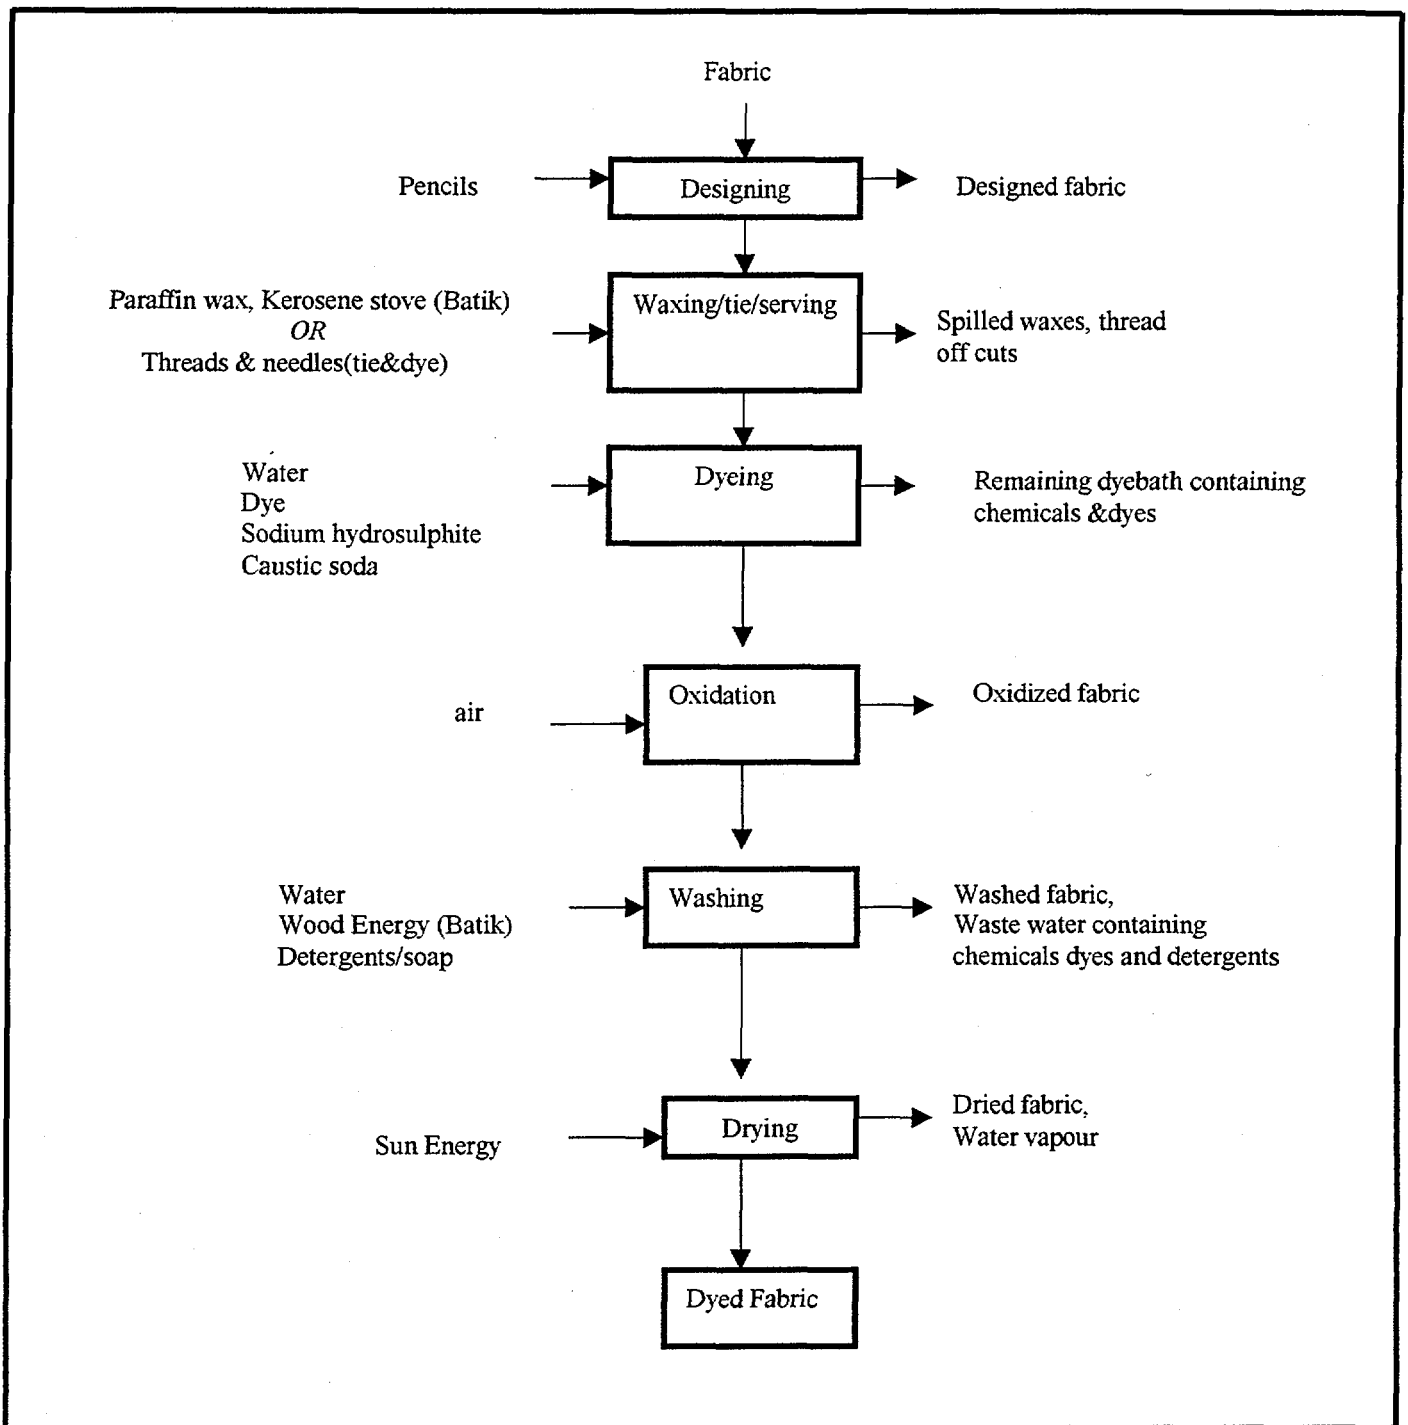 Fabric
Pencils
Designing
Designed fabric
Paraffin wax, Kerosene stove (Batik)
OR
Threads & needles(tie&dye)
Waxing/tie/serving
Spilled waxes, thread
off cuts
Water
Dye
Sodium hydrosulphite
Caustic soda
Dyeing
Remaining dyebath containing
chemicals &dyes
air
Oxidation
Oxidized fabric
Water
Wood Energy (Batik)
Detergents/soap
Washing
Washed fabric,
Waste water containing
chemicals dyes and detergents
Sun Energy
Drying
Dried fabric,
Water vapour
Dyed Fabric